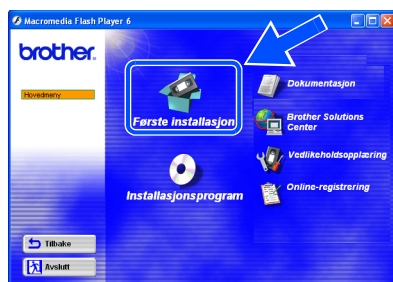 Macromedia Flash Player 6
brother.
Hovedmeny
Første installasjon
Installasjonsprogram
Dokumentasjon
Brother Solutions
Center
Vedlikeholdsopplæring
Online-registrering
Tilbake
Avslutt